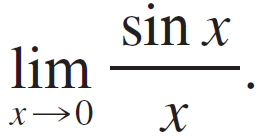 lim x→0 sin x / x.